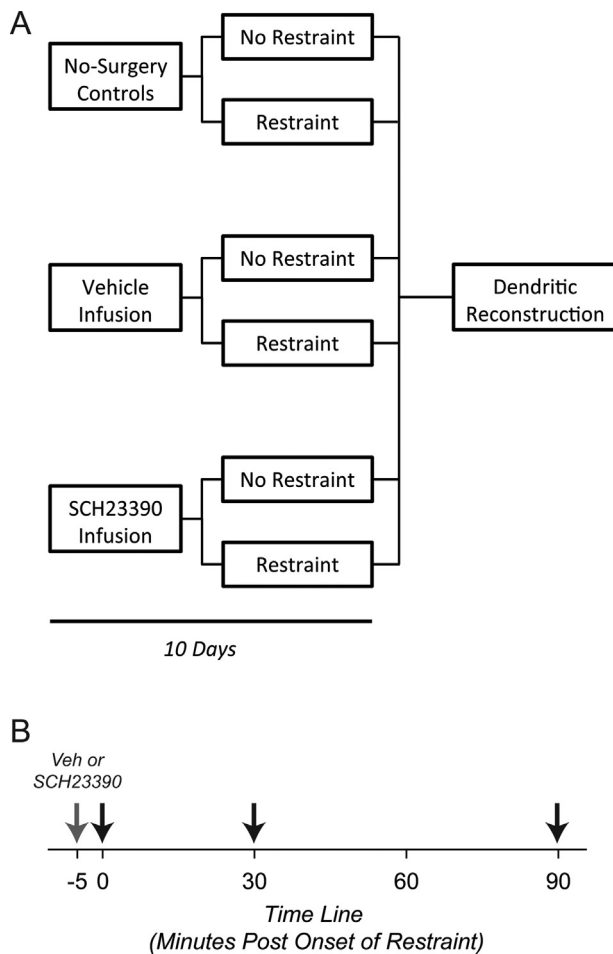 A
No-Surgery
Controls
No Restraint
Restraint
Vehicle
Infusion
No Restraint
Restraint
Dendritic
Reconstruction
SCH23390
Infusion
No Restraint
Restraint
10 Days
B
Veh or
SCH23390
-5 0 30 60 90
Time Line
(Minutes Post Onset of Restraint)